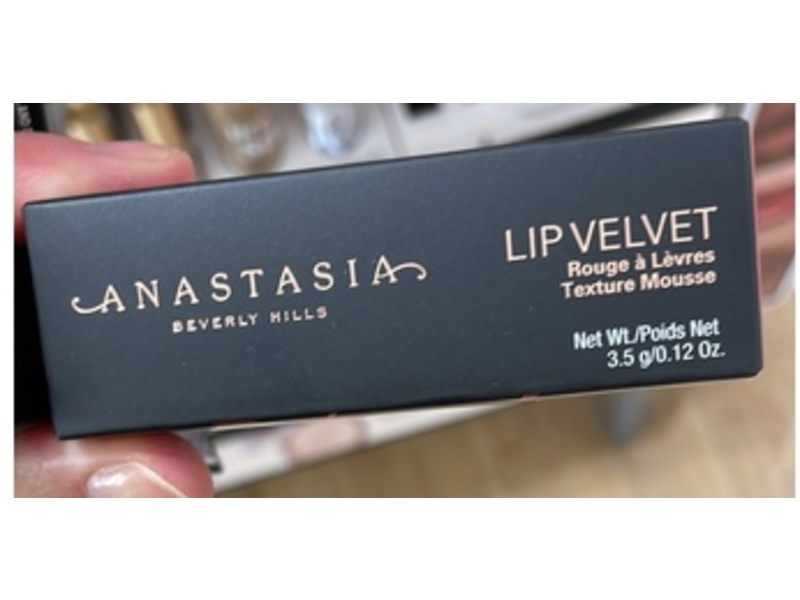 ANASTASIA
BEVERLY HILLS
LIP VELVET
Rouge à Lèvres
Texture Mousse
Net Wt./Poids Net
3.5 g/0.12 Oz.